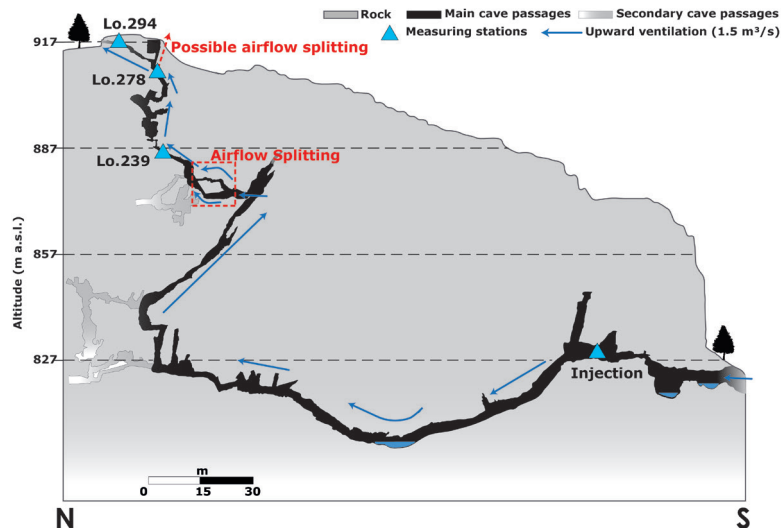 Rock Main cave passages Secondary cave passages
Measuring stations Upward ventilation (1.5 m³/s)
Lo.294
917
Possible airflow splitting
Lo.278
887
Lo.239
Airflow Splitting
857
827
Injection
Altitude (m a.s.l.)
m
0 15 30
N S